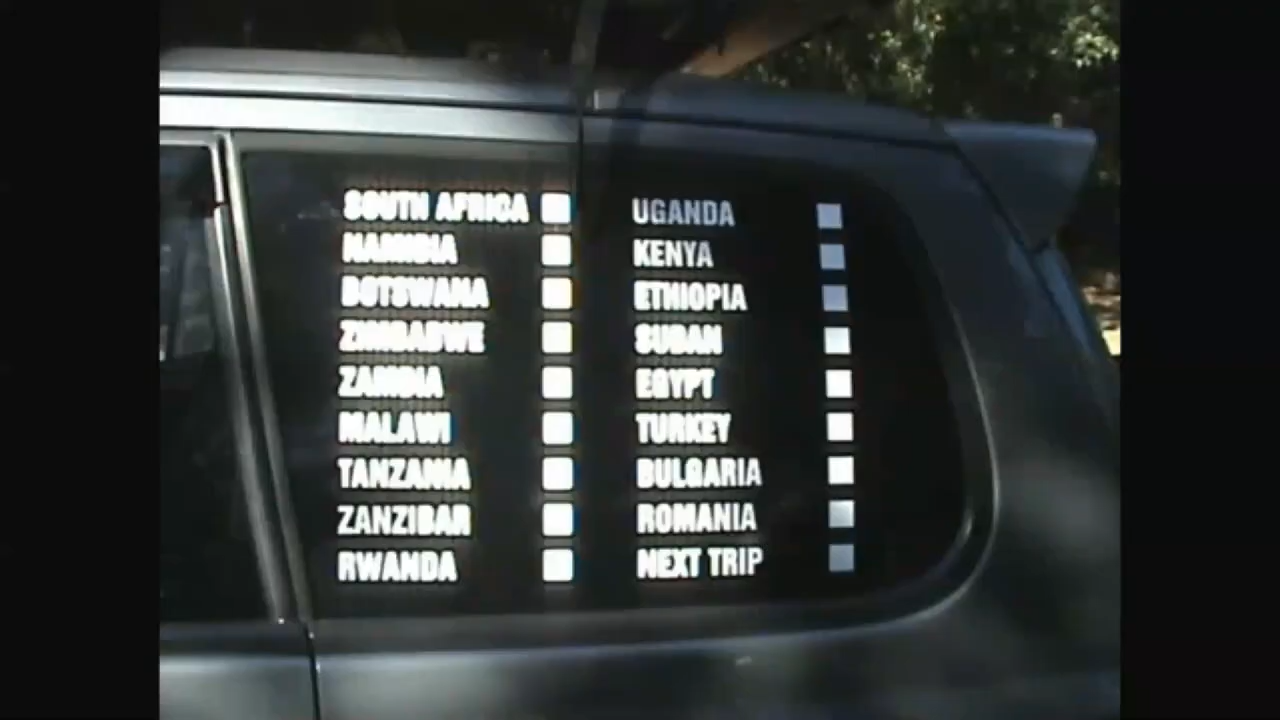 SOUTH AFRICA
NAMIBIA
BOTSWANA
ZIMBABWE
ZAMBIA
MALAWI
TANZANIA
ZANZIBAR
RWANDA
UGANDA
KENYA
ETHIOPIA
SUDAN
EGYPT
TURKEY
BULGARIA
ROMANIA
NEXT TRIP